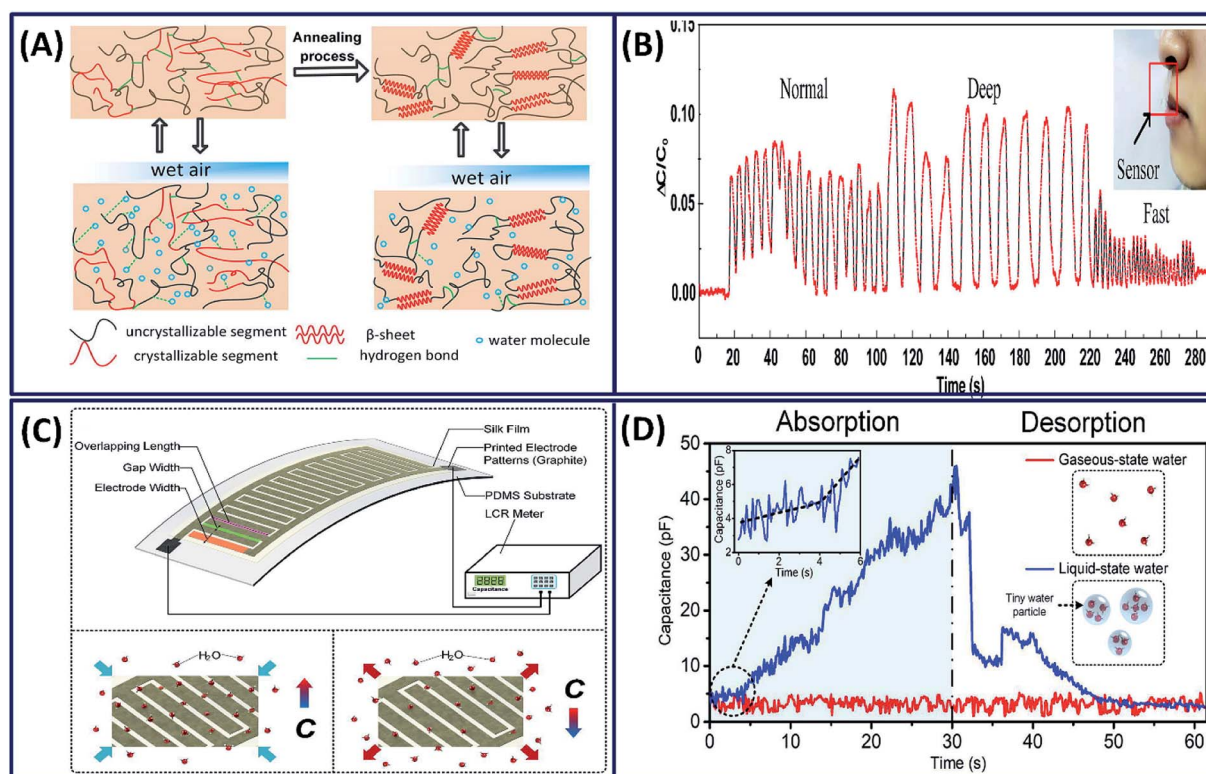 (A)
Annealing
process
wet air
wet air
uncrystallizable segment
β-sheet
water molecule
crystallizable segment
hydrogen bond
(B)
ΔC/C₀
0.15
0.10
0.05
0.00
Normal
Deep
Fast
Sensor
0 20 40 60 80 100 120 140 160 180 200 220 240 260 280
Time (s)
(C)
Overlapping Length
Gap Width
Electrode Width
Silk Film
Printed Electrode
Patterns (Graphite)
PDMS Substrate
LCR Meter
Capacitance
H₂O
C
H₂O
C
(D)
Absorption
Desorption
Capacitance (pF)
50
40
30
20
10
0
Capacitance (pF)
8
6
4
2
0 2 4 6
Time (s)
Gaseous-state water
Liquid-state water
Tiny water
particle
0 10 20 30 40 50 60
Time (s)